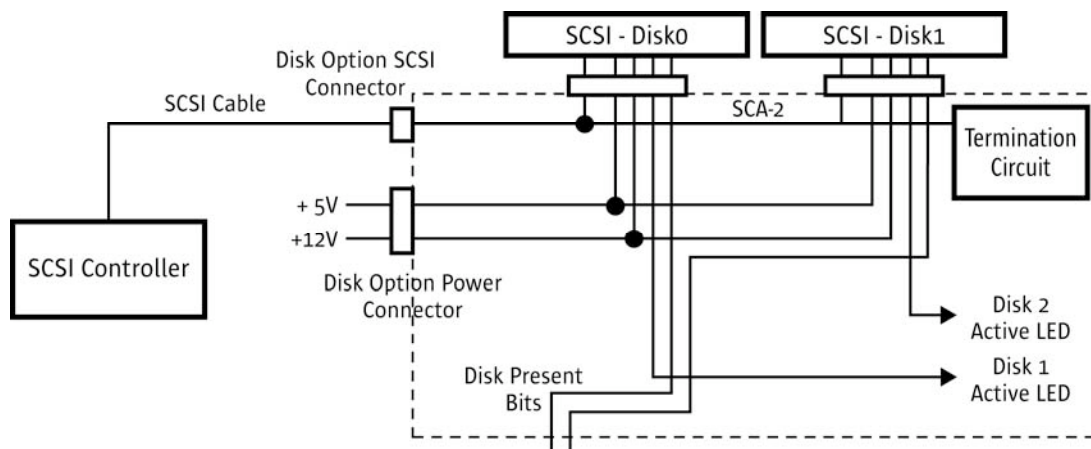 SCSI - Disk0
SCSI - Disk1
Disk Option SCSI
Connector
SCSI Cable
SCA-2
Termination
Circuit
+ 5V
+12V
SCSI Controller
Disk Option Power
Connector
Disk 2
Active LED
Disk Present
Bits
Disk 1
Active LED